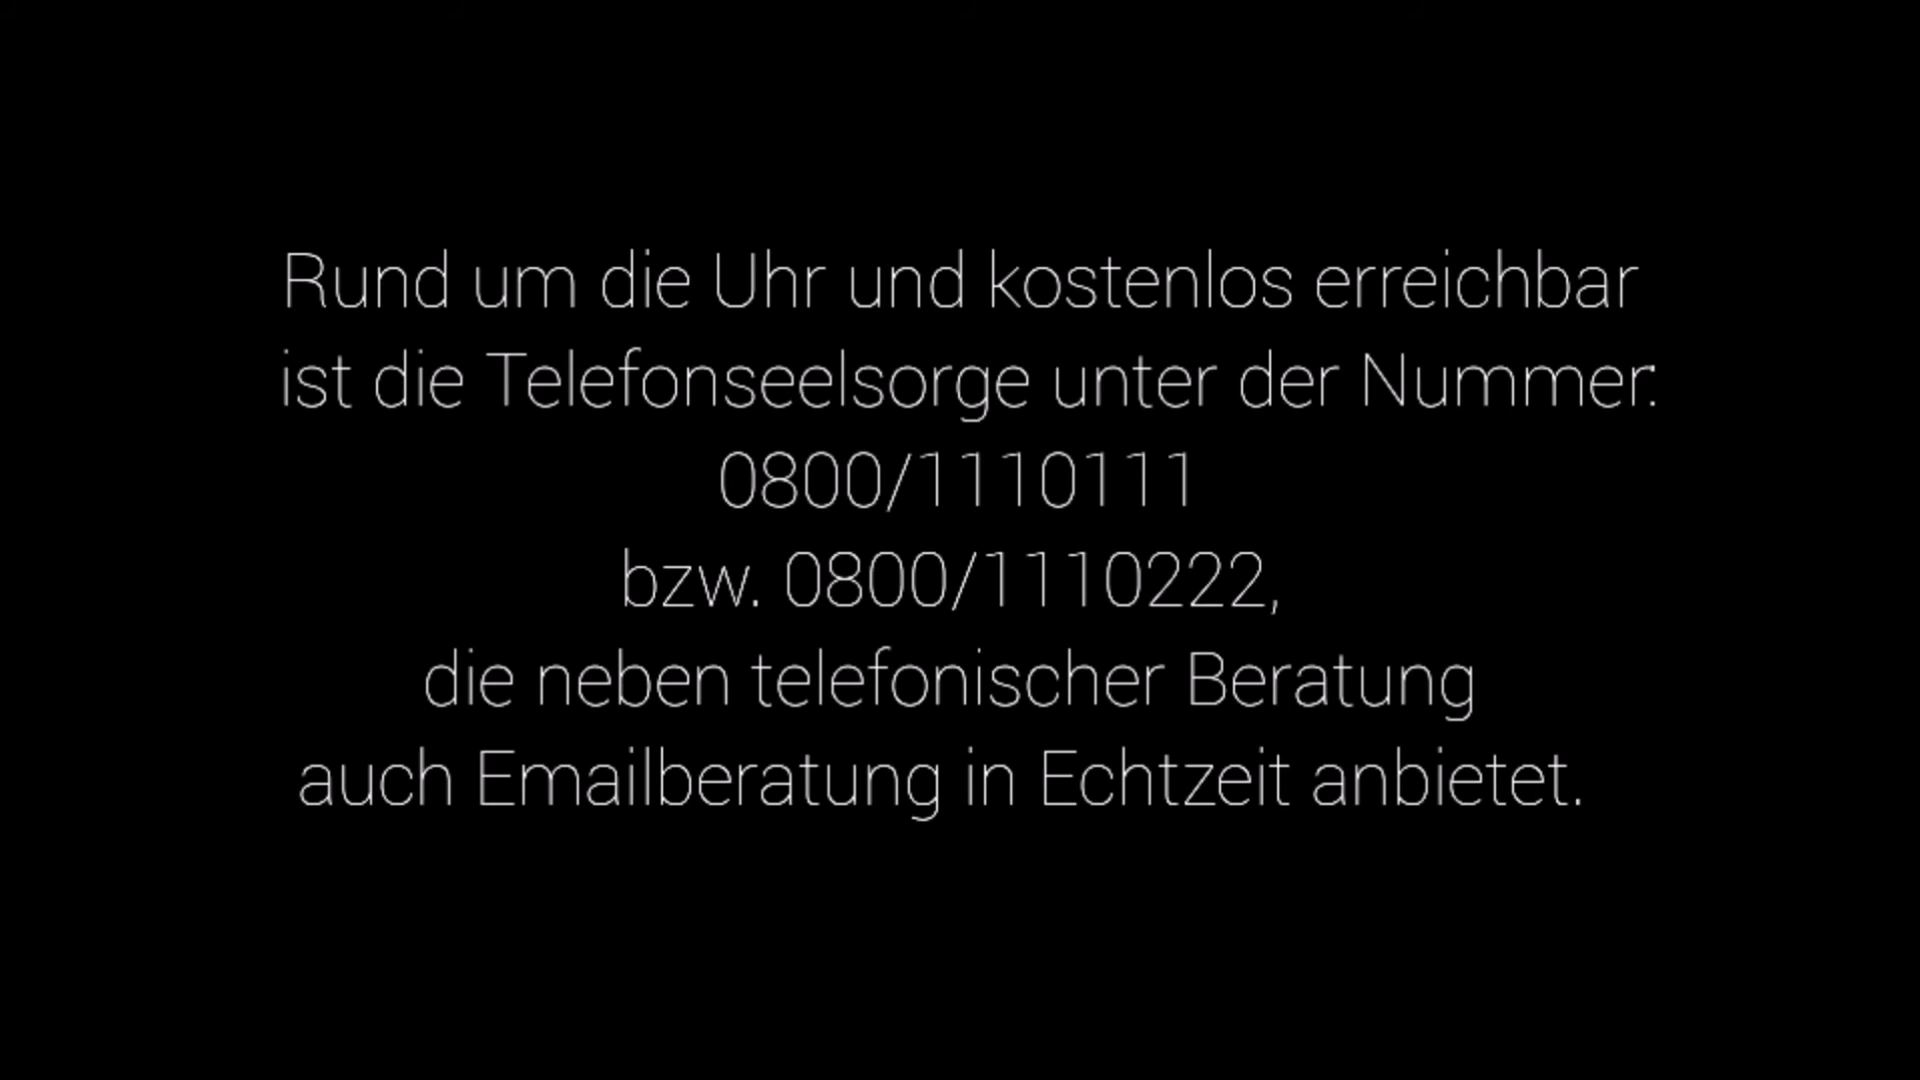 Rund um die Uhr und kostenlos erreichbar
ist die Telefonseelsorge unter der Nummer:
0800/1110111
bzw. 0800/1110222,
die neben telefonischer Beratung
auch Emailberatung in Echtzeit anbietet.